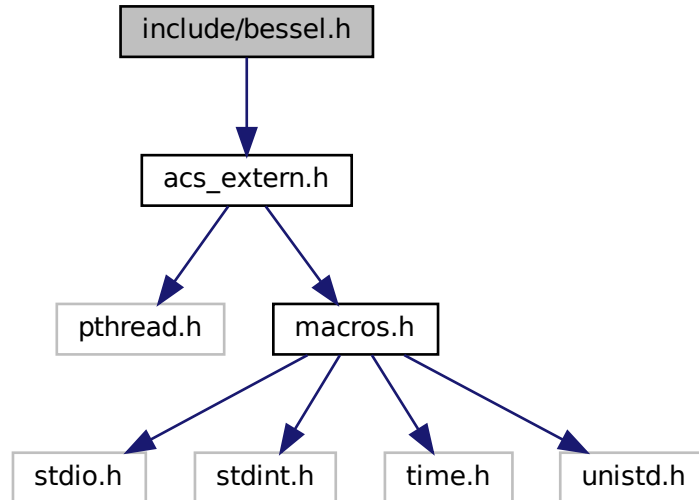 include/bessel.h
acs_extern.h
pthread.h
macros.h
stdio.h
stdint.h
time.h
unistd.h